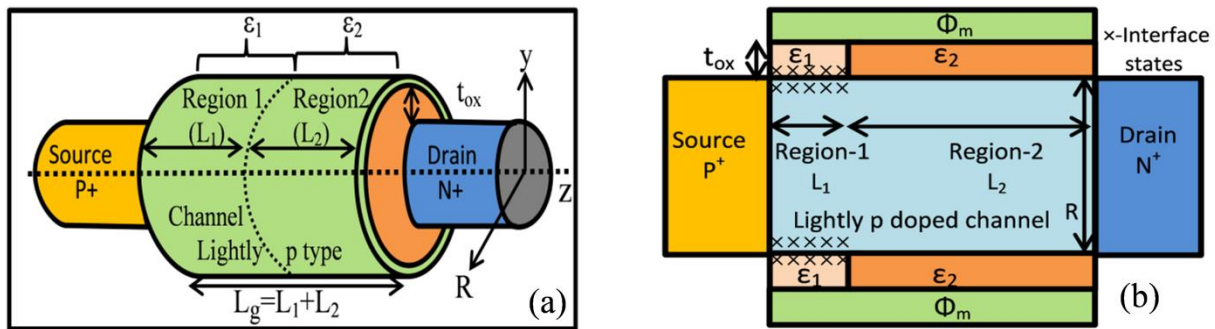 ε₁ ε₂
y
Region 1 Region2 tox
(L₁) (L₂)
Source Drain
P+ N+
z
Channel
Lightly p type
R
Lg=L₁+L₂
(a)
Φm
×-Interface
states
tox ε₁ ε₂
×××××
×××××
Source Drain
P⁺ N⁺
Region-1 Region-2
L₁ L₂
R
Lightly p doped channel
×××××
×××××
ε₁ ε₂
Φm
(b)